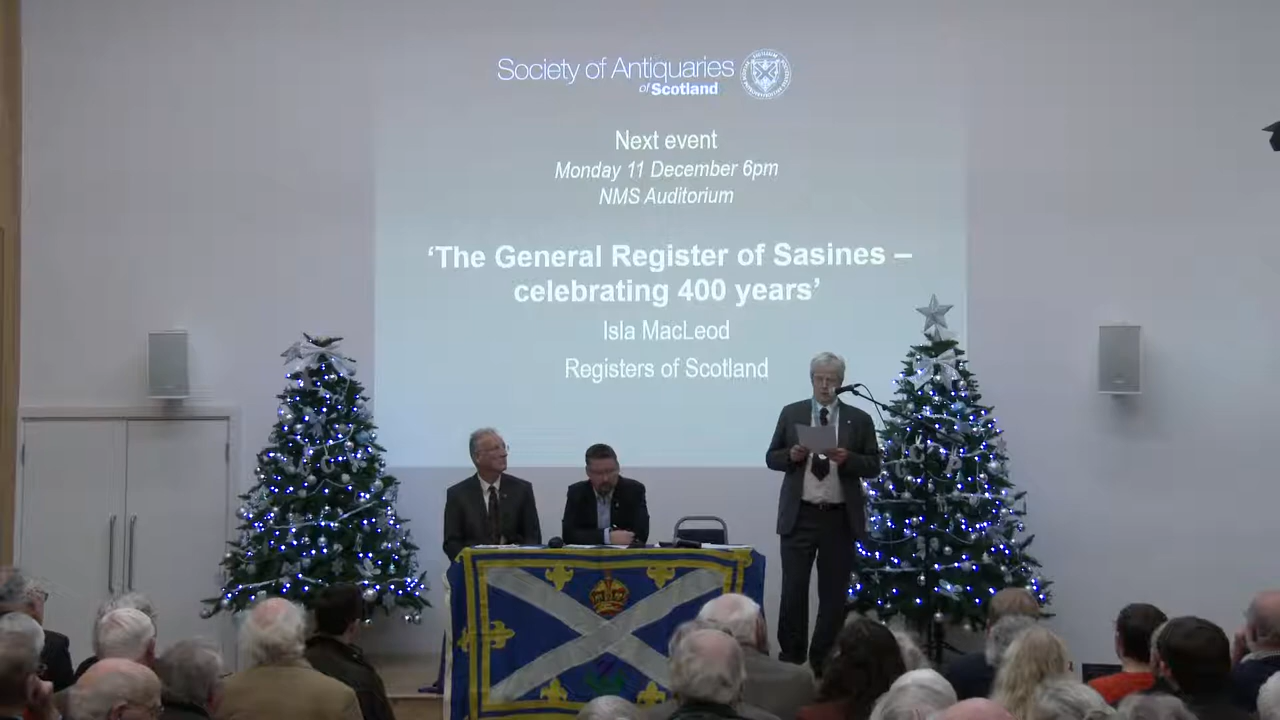 Society of Antiquaries
of Scotland
Next event
Monday 11 December 6pm
NMS Auditorium
‘The General Register of Sasines –
celebrating 400 years’
Isla MacLeod
Registers of Scotland